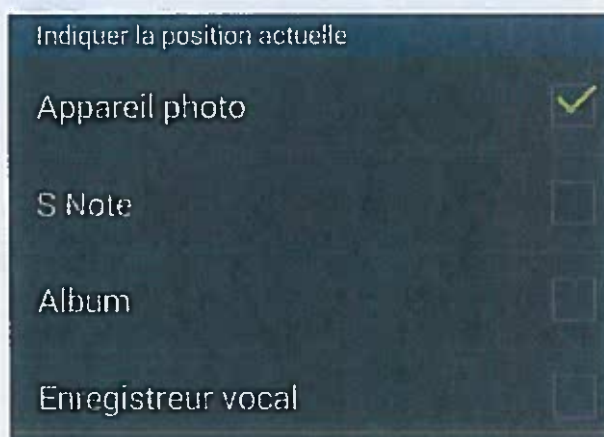 Indiquer la position actuelle
Appareil photo
S Note
Album
Enregistreur vocal